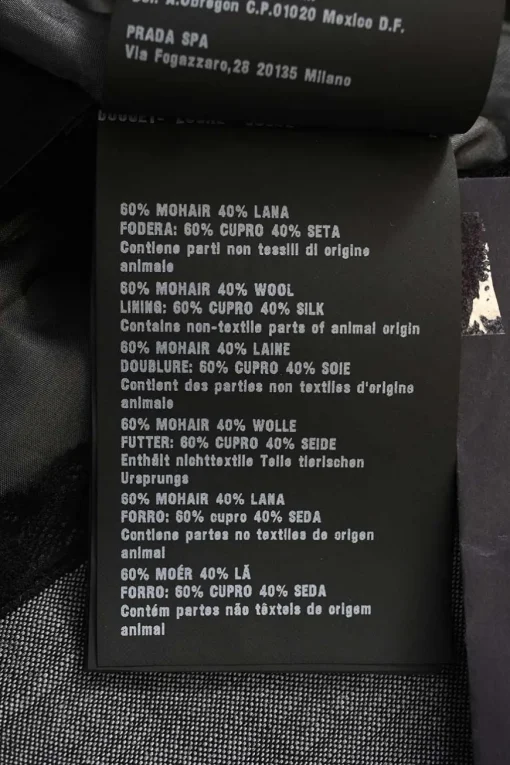 A.Obregon C.P.01020 Mexico D.F.
PRADA SPA
Via Fogazzaro,28 20135 Milano
60% MOHAIR 40% LANA
FODERA: 60% CUPRO 40% SETA
Contiene parti non tessili di origine
animale
60% MOHAIR 40% WOOL
LINING: 60% CUPRO 40% SILK
Contains non-textile parts of animal origin
60% MOHAIR 40% LAINE
DOUBLURE: 60% CUPRO 40% SOIE
Contient des parties non textiles d'origine
animale
60% MOHAIR 40% WOLLE
FUTTER: 60% CUPRO 40% SEIDE
Enthält nichttextile Teile tierischen
Ursprungs
60% MOHAIR 40% LANA
FORRO: 60% cupro 40% SEDA
Contiene partes no textiles de origen
animal
60% MOÉR 40% LÃ
FORRO: 60% CUPRO 40% SEDA
Contém partes não têxteis de origem
animal